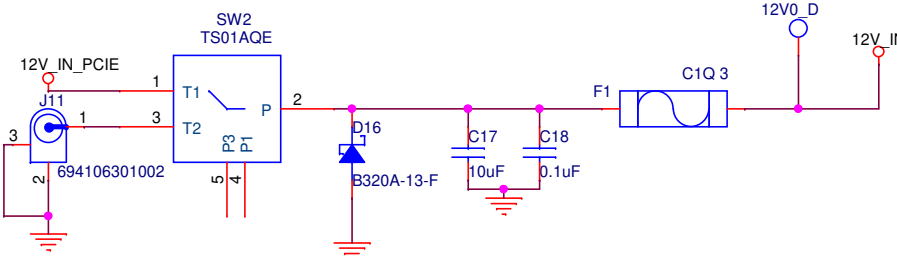 SW2
TS01AQE
12V0_D
12V_IN_PCIE
12V_IN
J11
1
T1
2
P
F1
C1Q 3
3
1
3
T2
D16
C17
C18
P3
P1
2
694106301002
5
4
B320A-13-F
10uF
0.1uF